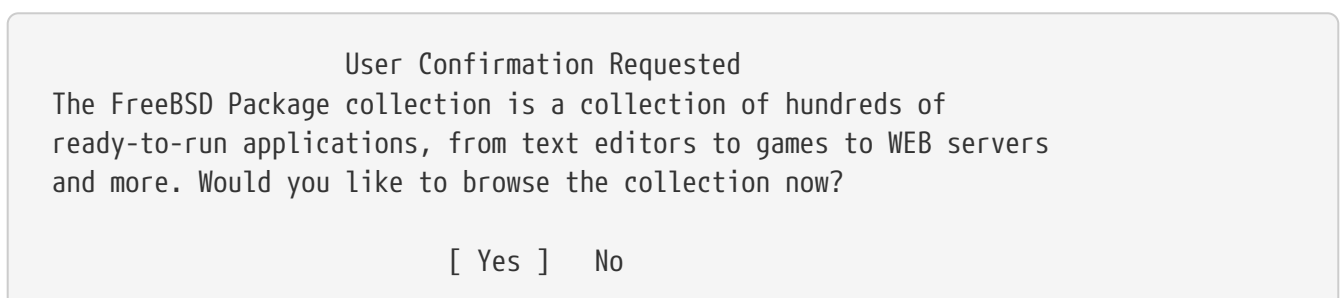 User Confirmation Requested
The FreeBSD Package collection is a collection of hundreds of
ready-to-run applications, from text editors to games to WEB servers
and more. Would you like to browse the collection now?
[ Yes ] No